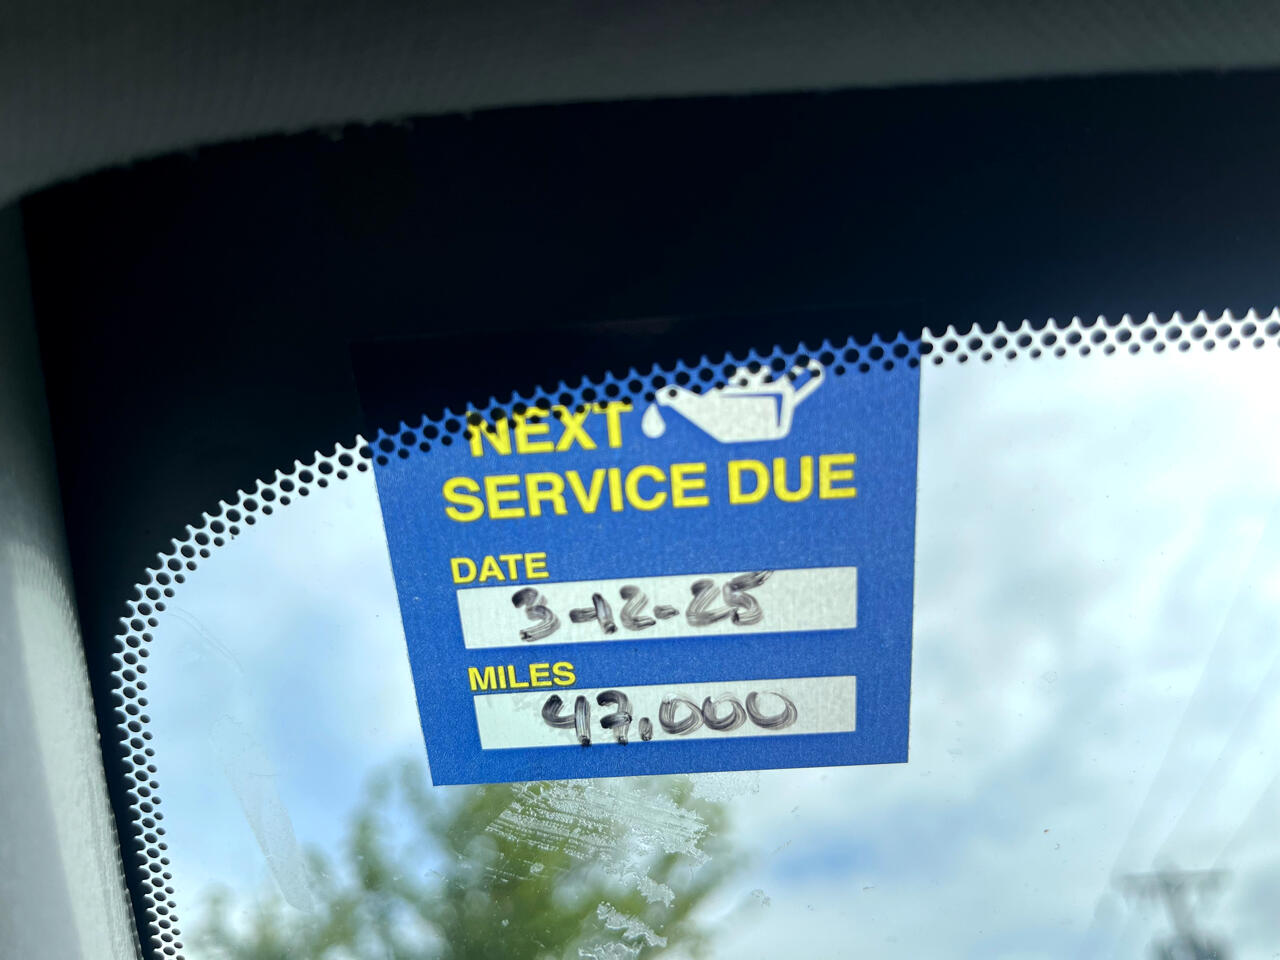 NEXT
SERVICE DUE
DATE
3-12-25
MILES
47,000